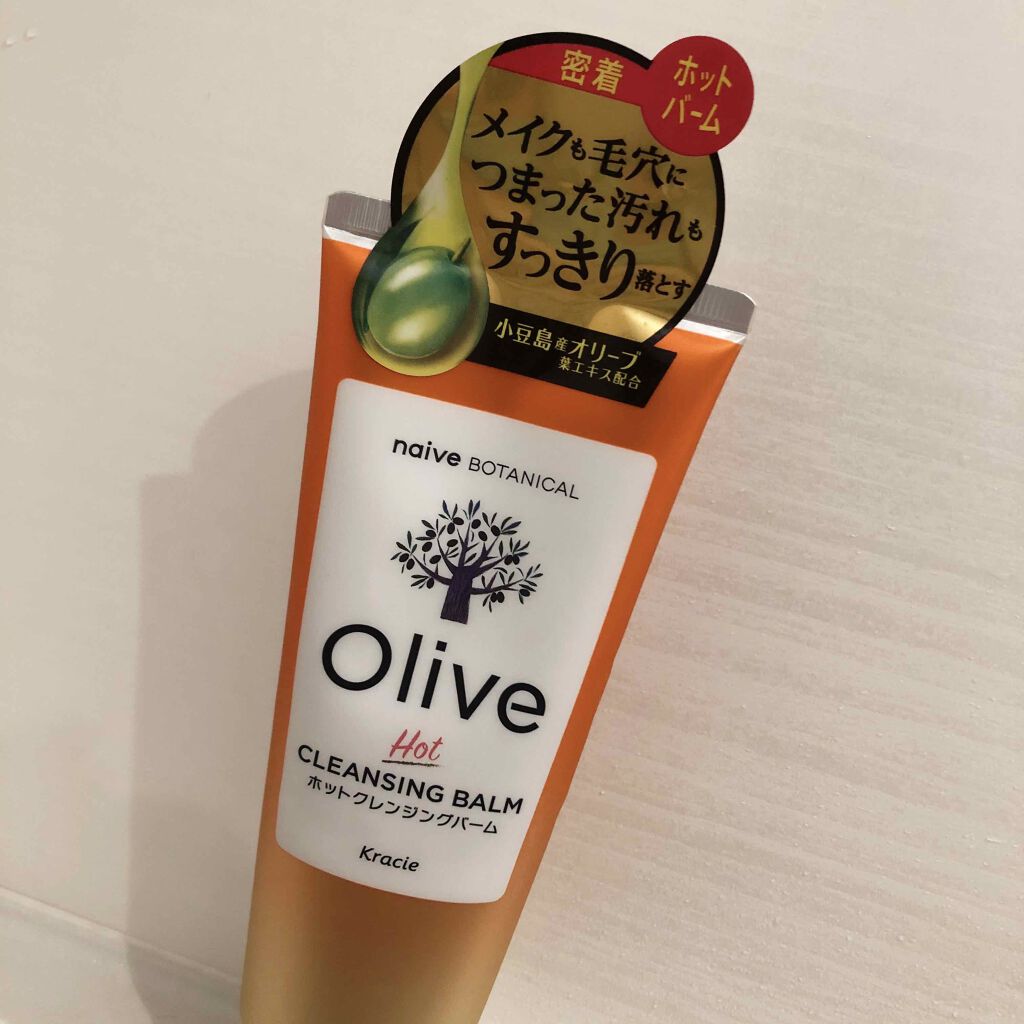 密着
ホット
バーム
メイクも毛穴に
つまった汚れも
すっきり落とす
小豆島産オリーブ
葉エキス配合
naive BOTANICAL
Olive
Hot
CLEANSING BALM
ホットクレンジングバーム
Kracie